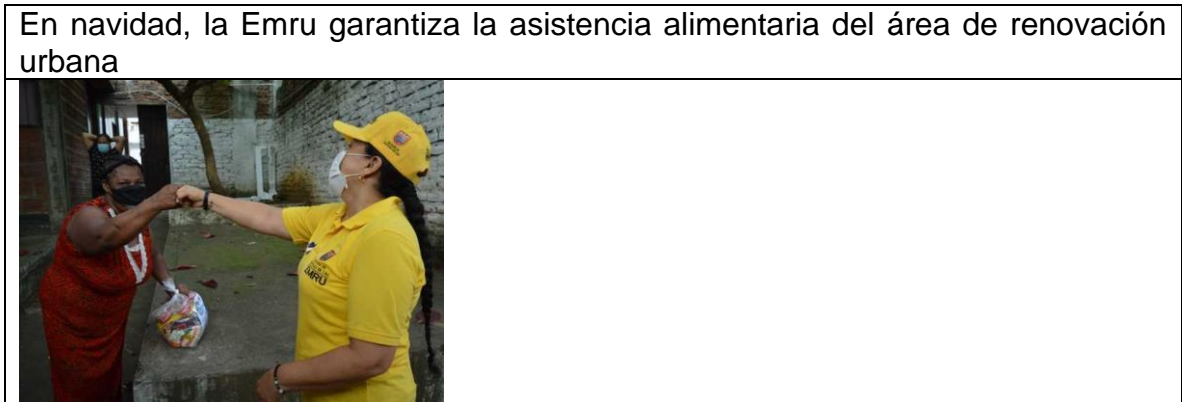 En navidad, la Emru garantiza la asistencia alimentaria del área de renovación
urbana
EMRU